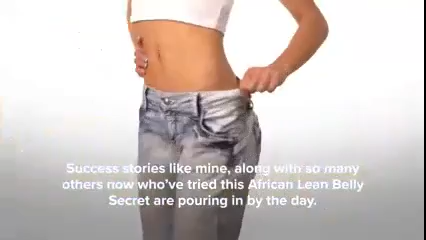 Success stories like mine, along with so many
others now who've tried this African Lean Belly
Secret are pouring in by the day.